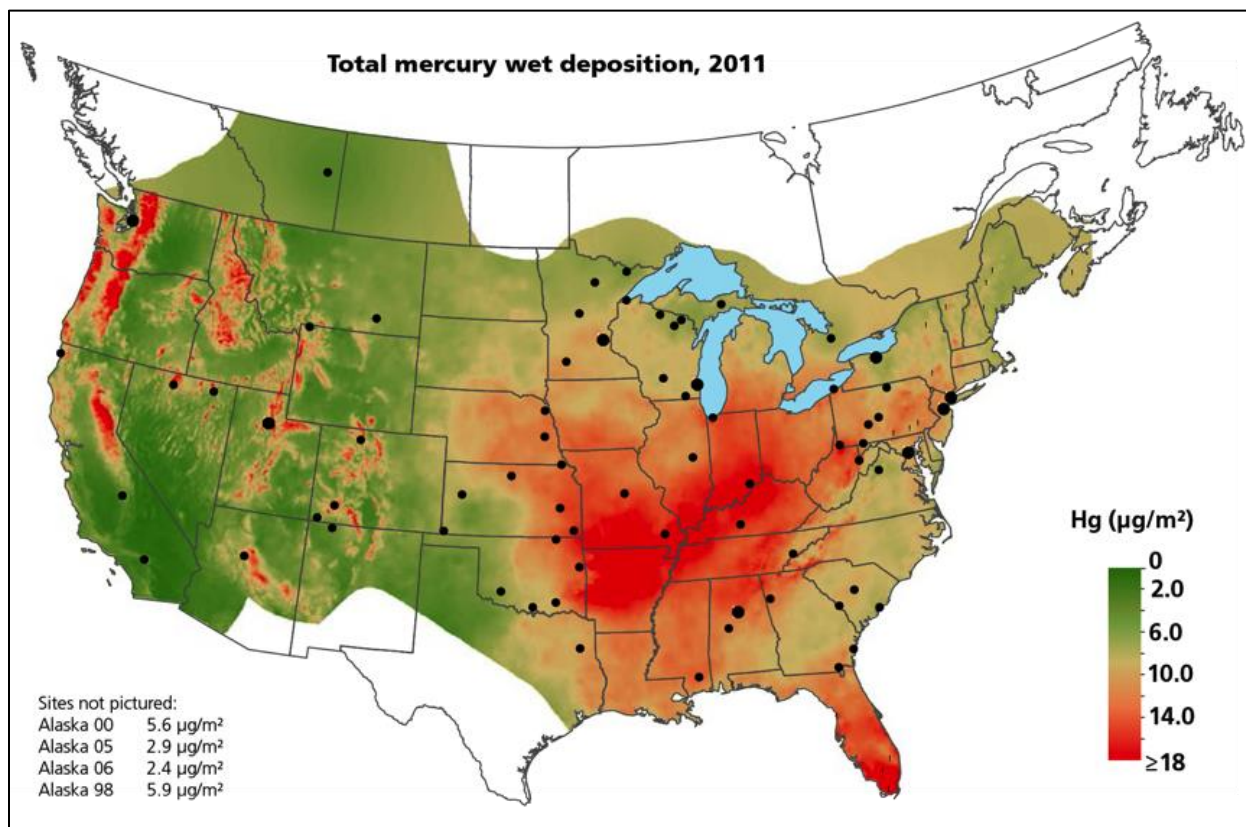 Total mercury wet deposition, 2011
Hg (µg/m²)
0
2.0
6.0
10.0
14.0
≥18
Sites not pictured:
Alaska 00 5.6 µg/m²
Alaska 05 2.9 µg/m²
Alaska 06 2.4 µg/m²
Alaska 98 5.9 µg/m²